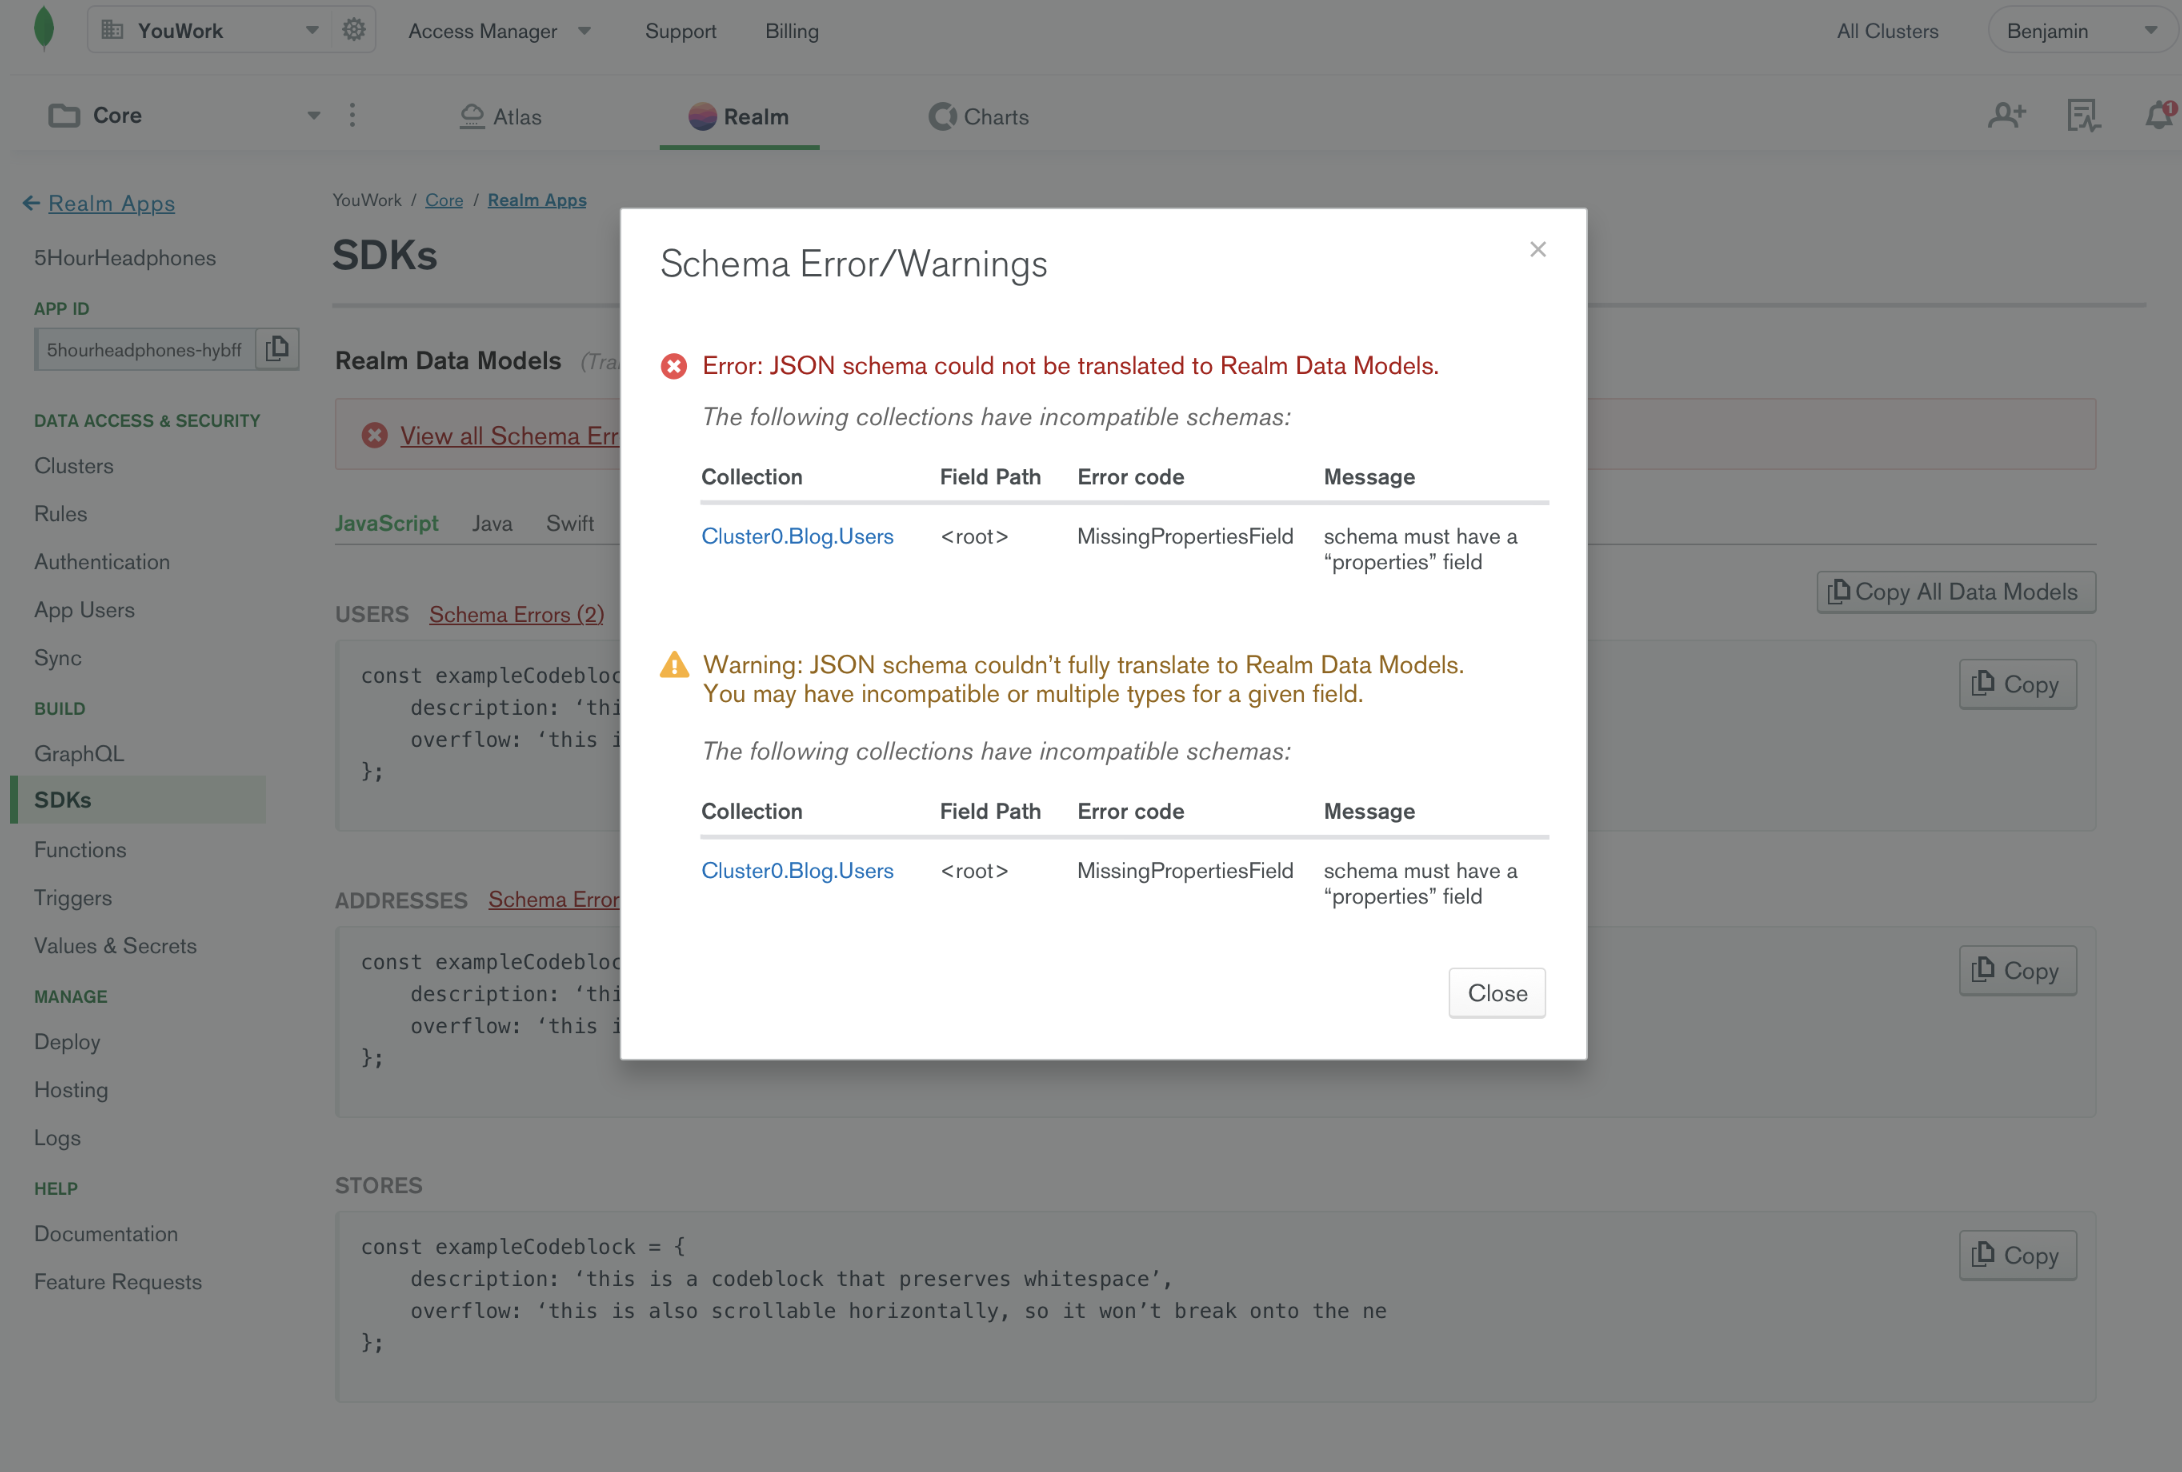 YouWork
Access Manager
Support
Billing
All Clusters
Benjamin
Core
Atlas
Realm
Charts
1
Realm Apps
5HourHeadphones
APP ID
5hourheadphones-hybff
DATA ACCESS & SECURITY
Clusters
Rules
Authentication
App Users
Sync
BUILD
GraphQL
SDKs
Functions
Triggers
Values & Secrets
MANAGE
Deploy
Hosting
Logs
HELP
Documentation
Feature Requests
YouWork / Core / Realm Apps
SDKs
Realm Data Models (Tra
View all Schema Err
JavaScript Java Swift
Copy All Data Models
USERS Schema Errors (2)
const exampleCodebloc
description: ‘thi
overflow: ‘this i
};
Copy
ADDRESSES Schema Error
const exampleCodebloc
description: ‘thi
overflow: ‘this i
};
Copy
STORES
const exampleCodeblock = {
description: ‘this is a codeblock that preserves whitespace’,
overflow: ‘this is also scrollable horizontally, so it won’t break onto the ne
};
Copy
Schema Error/Warnings
Error: JSON schema could not be translated to Realm Data Models.
The following collections have incompatible schemas:
Collection Field Path Error code Message
Cluster0.Blog.Users <root> MissingPropertiesField schema must have a
“properties” field
Warning: JSON schema couldn’t fully translate to Realm Data Models.
You may have incompatible or multiple types for a given field.
The following collections have incompatible schemas:
Collection Field Path Error code Message
Cluster0.Blog.Users <root> MissingPropertiesField schema must have a
“properties” field
Close